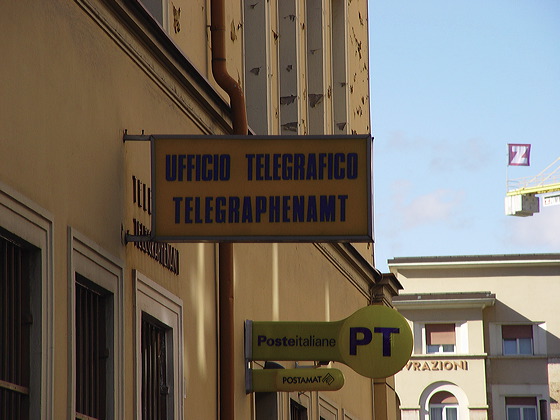 UFFICIO TELEGRAFICO
TELEGRAPHENAMT
Posteitaliane PT
POSTAMAT
Z